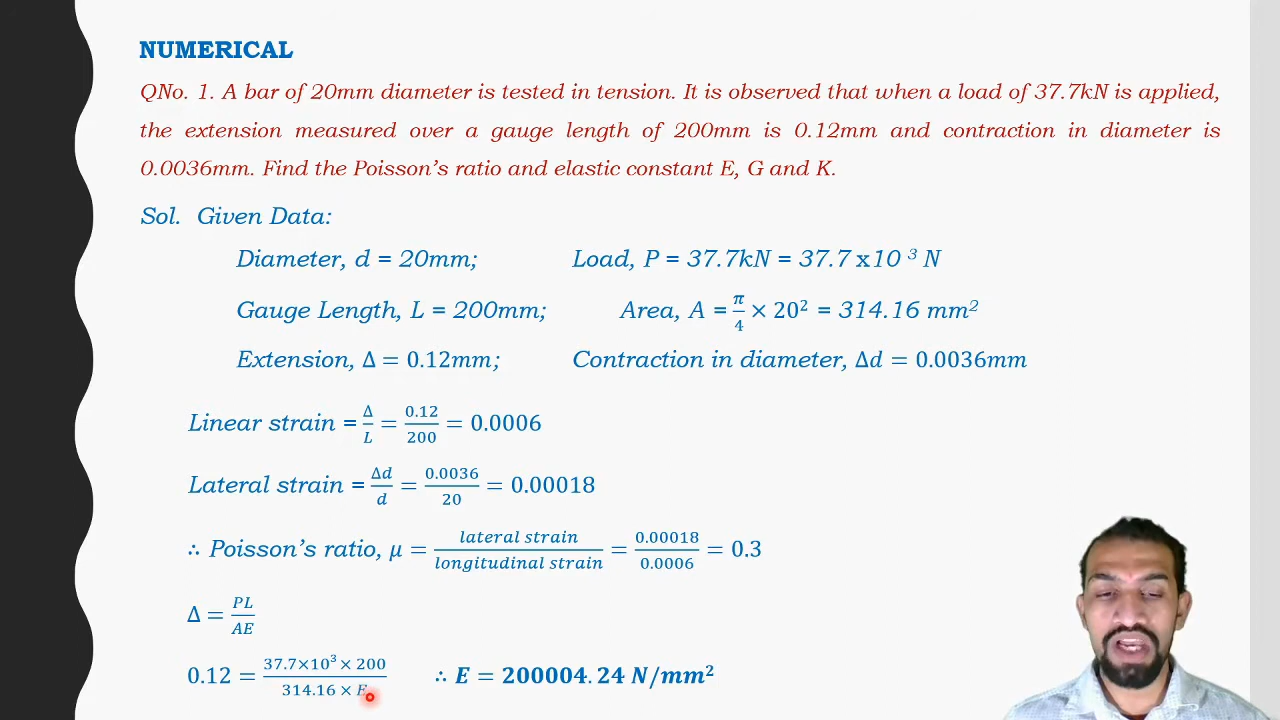 NUMERICAL
QNo. 1. A bar of 20mm diameter is tested in tension. It is observed that when a load of 37.7kN is applied,
the extension measured over a gauge length of 200mm is 0.12mm and contraction in diameter is
0.0036mm. Find the Poisson's ratio and elastic constant E, G and K.
Sol. Given Data:
Diameter, d = 20mm; Load, P = 37.7kN = 37.7 x10 ³ N
Gauge Length, L = 200mm; Area, A = π/4 × 20² = 314.16 mm²
Extension, Δ = 0.12mm; Contraction in diameter, Δd = 0.0036mm
Linear strain = Δ/L = 0.12/200 = 0.0006
Lateral strain = Δd/d = 0.0036/20 = 0.00018
∴ Poisson's ratio, μ = lateral strain/longitudinal strain = 0.00018/0.0006 = 0.3
Δ = PL/AE
0.12 = 37.7×10³ × 200/314.16 × E ∴ E = 200004.24 N/mm²